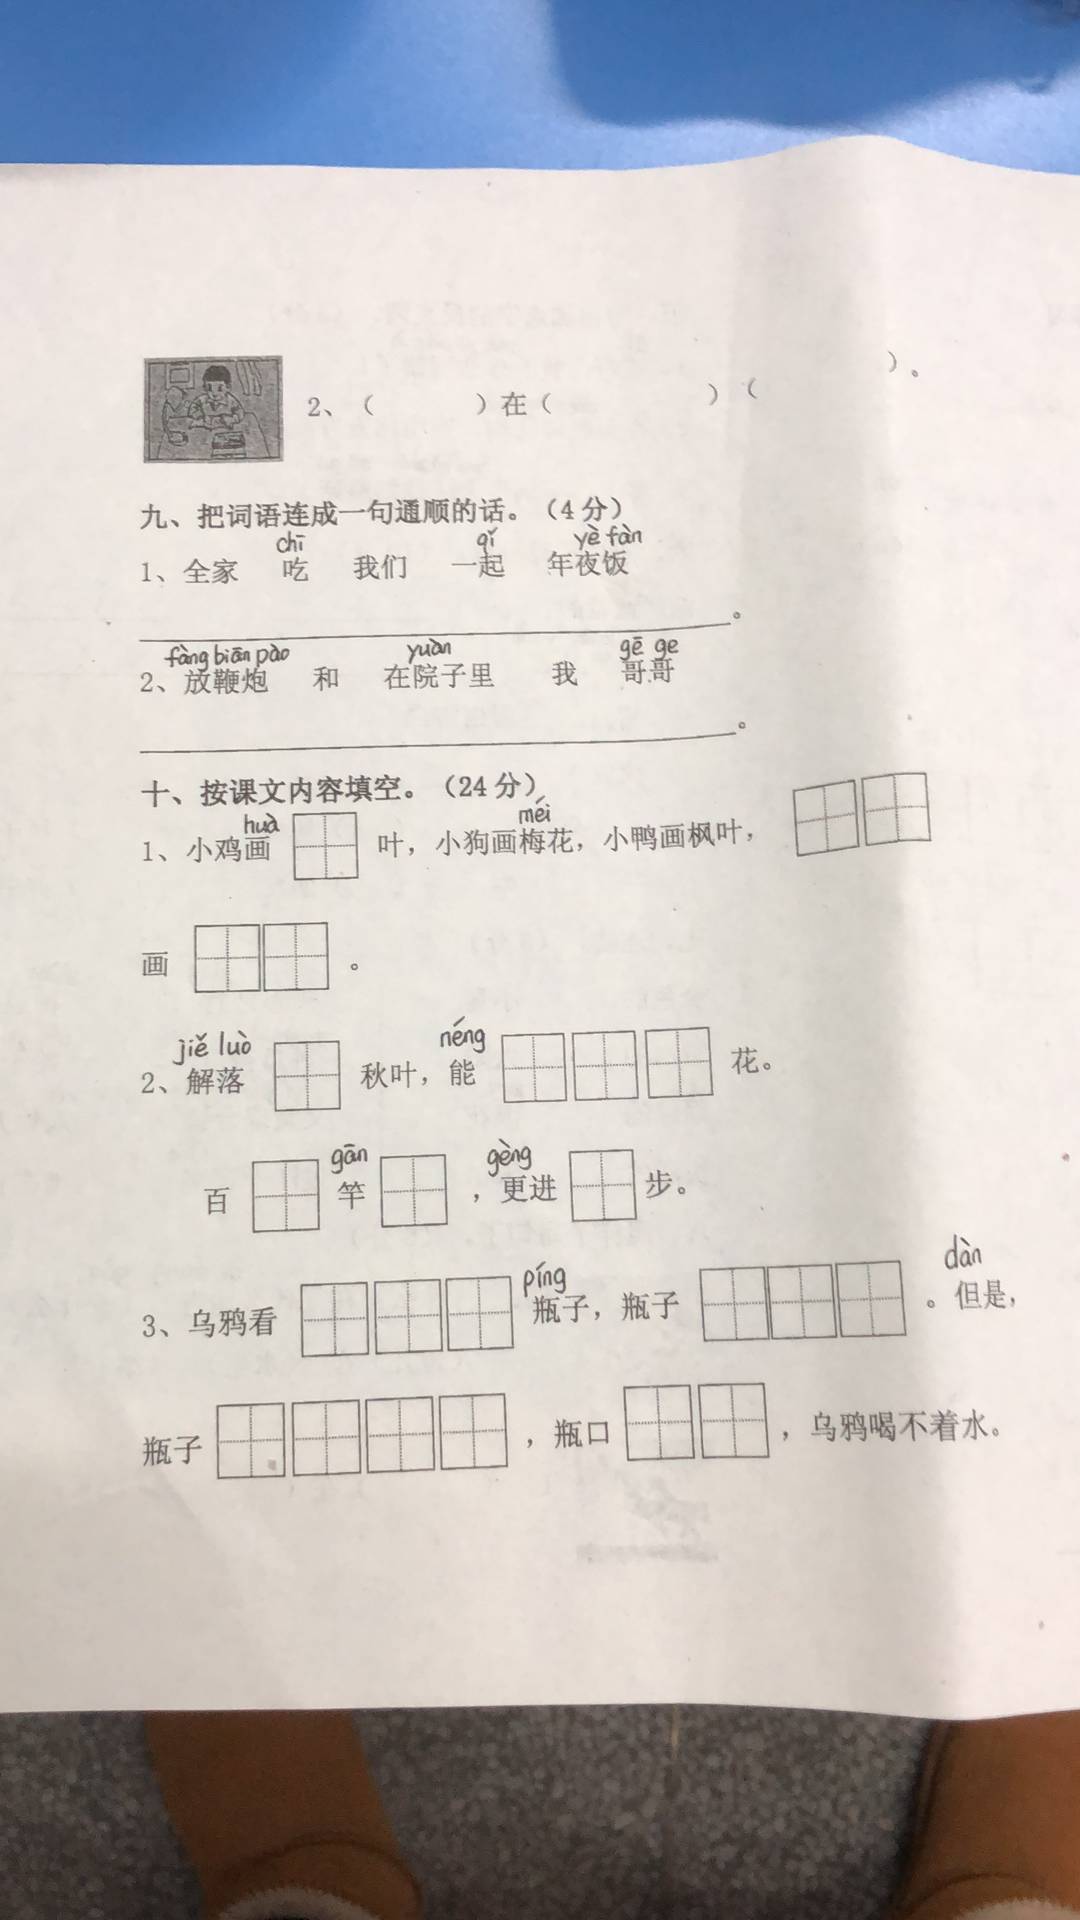 2、（ ）在（ ）（ ）。
九、把词语连成一句通顺的话。（4分）
chī qǐ yè fàn
1、全家 吃 我们 一起 年夜饭
。
fàng biān pào yuàn gē ge
2、放鞭炮 和 在院子里 我 哥哥
。
十、按课文内容填空。（24分）
huà méi
1、小鸡画 叶，小狗画梅花，小鸭画枫叶，
画 。
jiě luò néng
2、解落 秋叶，能 花。
gān gèng
百 竿 ，更进 步。
píng dàn
3、乌鸦看 瓶子，瓶子 。但是，
瓶子 ，瓶口 ，乌鸦喝不着水。